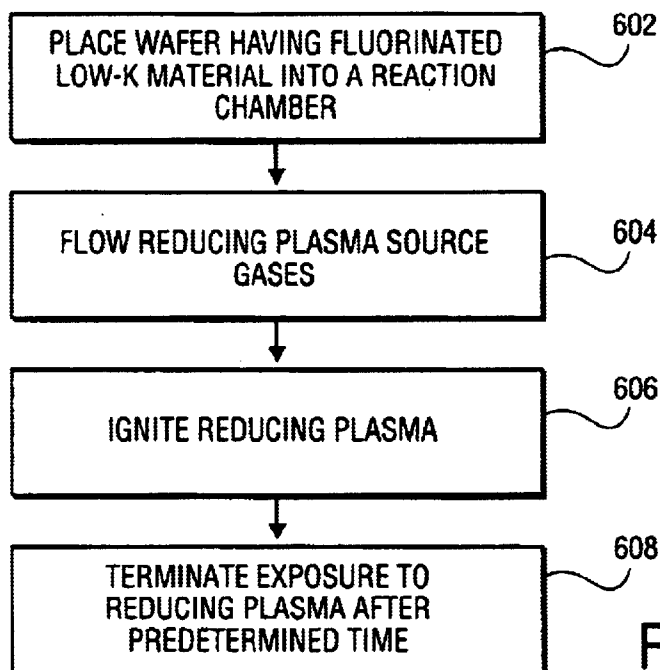 PLACE WAFER HAVING FLUORINATED
LOW-K MATERIAL INTO A REACTION
CHAMBER
602
FLOW REDUCING PLASMA SOURCE
GASES
604
IGNITE REDUCING PLASMA
606
TERMINATE EXPOSURE TO
REDUCING PLASMA AFTER
PREDETERMINED TIME
608